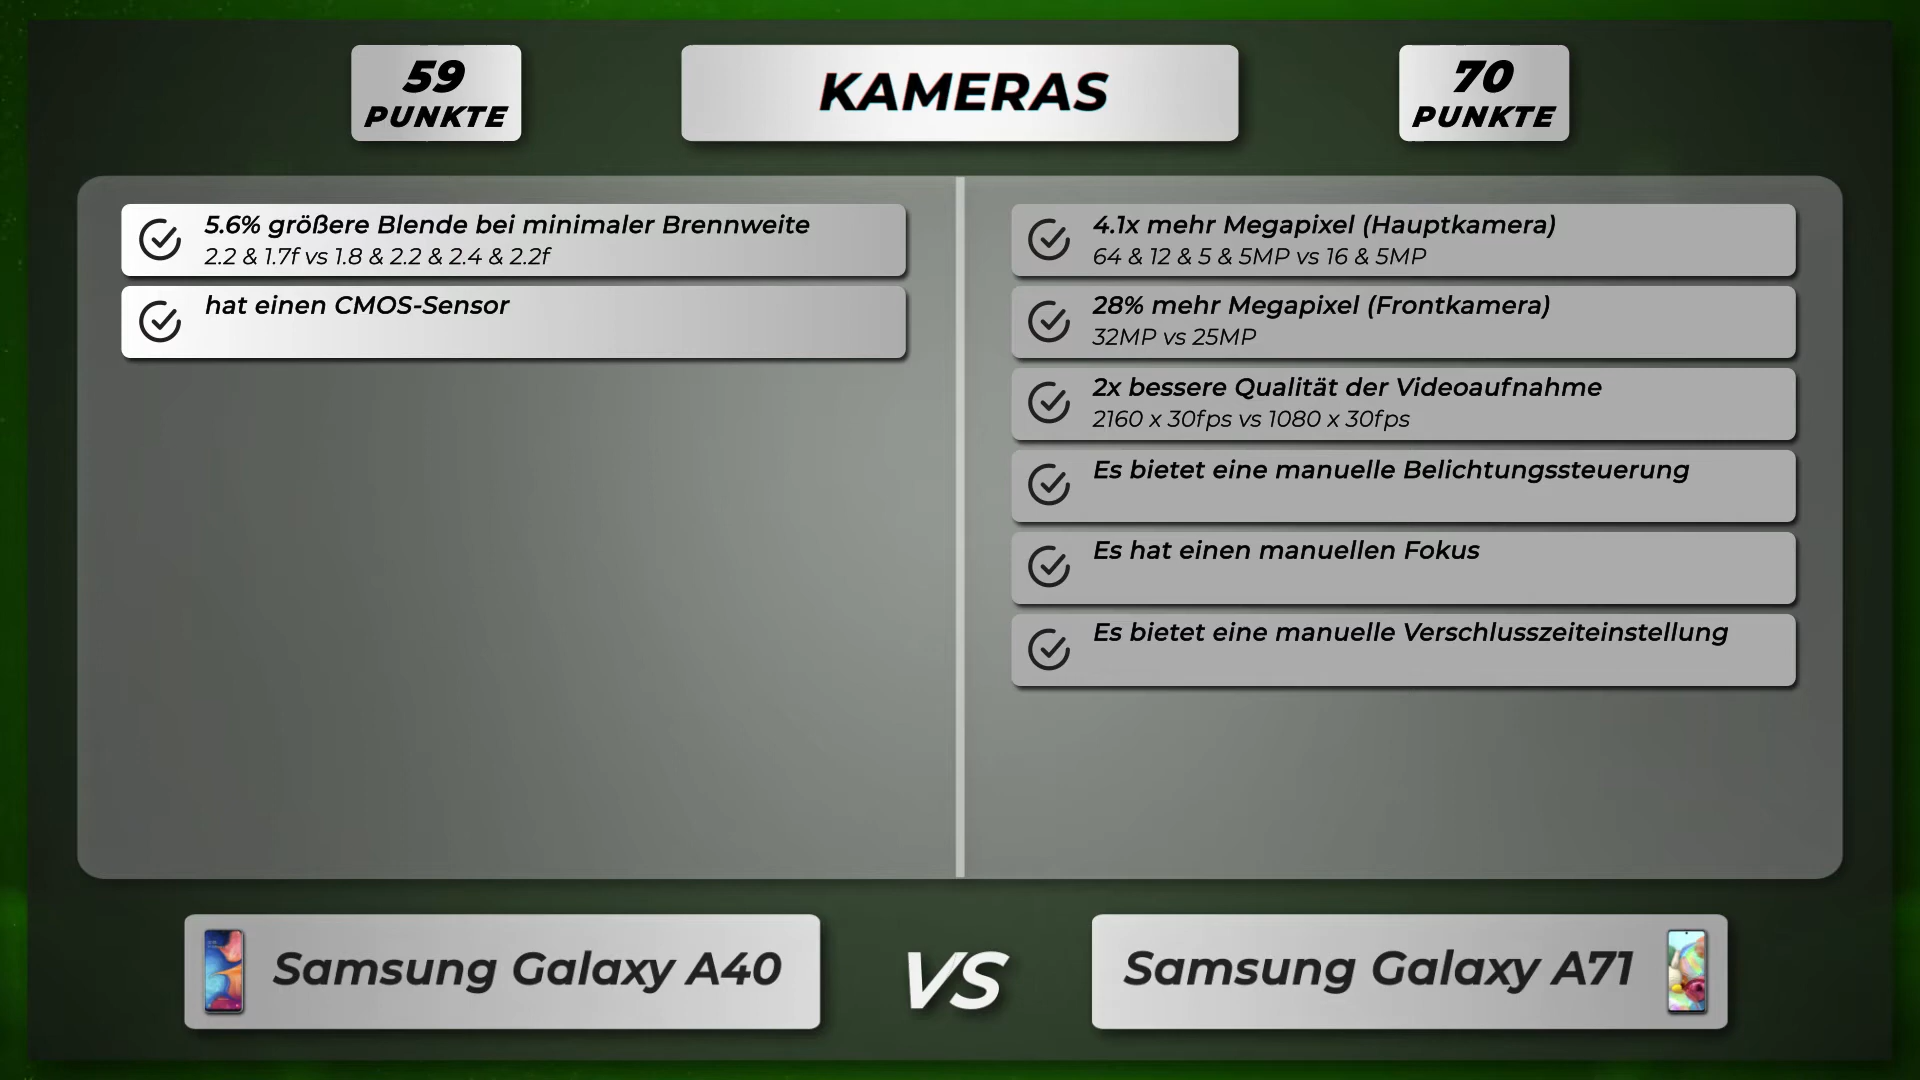 59
PUNKTE
KAMERAS
70
PUNKTE
5.6% größere Blende bei minimaler Brennweite
2.2 & 1.7f vs 1.8 & 2.2 & 2.4 & 2.2f
hat einen CMOS-Sensor
4.1x mehr Megapixel (Hauptkamera)
64 & 12 & 5 & 5MP vs 16 & 5MP
28% mehr Megapixel (Frontkamera)
32MP vs 25MP
2x bessere Qualität der Videoaufnahme
2160 x 30fps vs 1080 x 30fps
Es bietet eine manuelle Belichtungssteuerung
Es hat einen manuellen Fokus
Es bietet eine manuelle Verschlusszeiteinstellung
Samsung Galaxy A40
VS
Samsung Galaxy A71